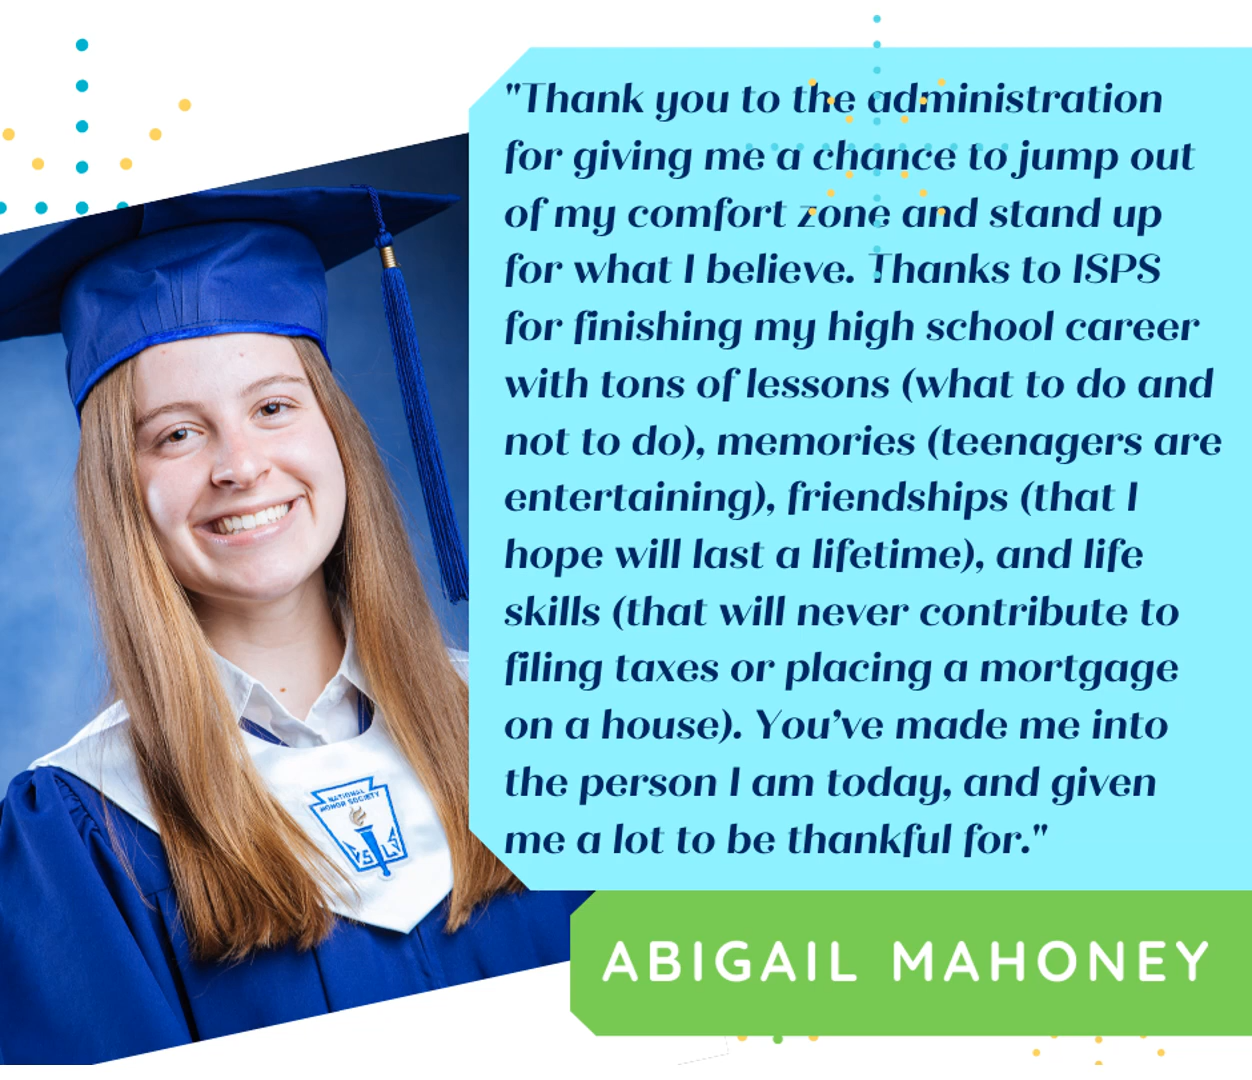 "Thank you to the administration
for giving me a chance to jump out
of my comfort zone and stand up
for what I believe. Thanks to ISPS
for finishing my high school career
with tons of lessons (what to do and
not to do), memories (teenagers are
entertaining), friendships (that I
hope will last a lifetime), and life
skills (that will never contribute to
filing taxes or placing a mortgage
on a house). You’ve made me into
the person I am today, and given
me a lot to be thankful for."
NATIONAL
HONOR SOCIETY
ABIGAIL MAHONEY